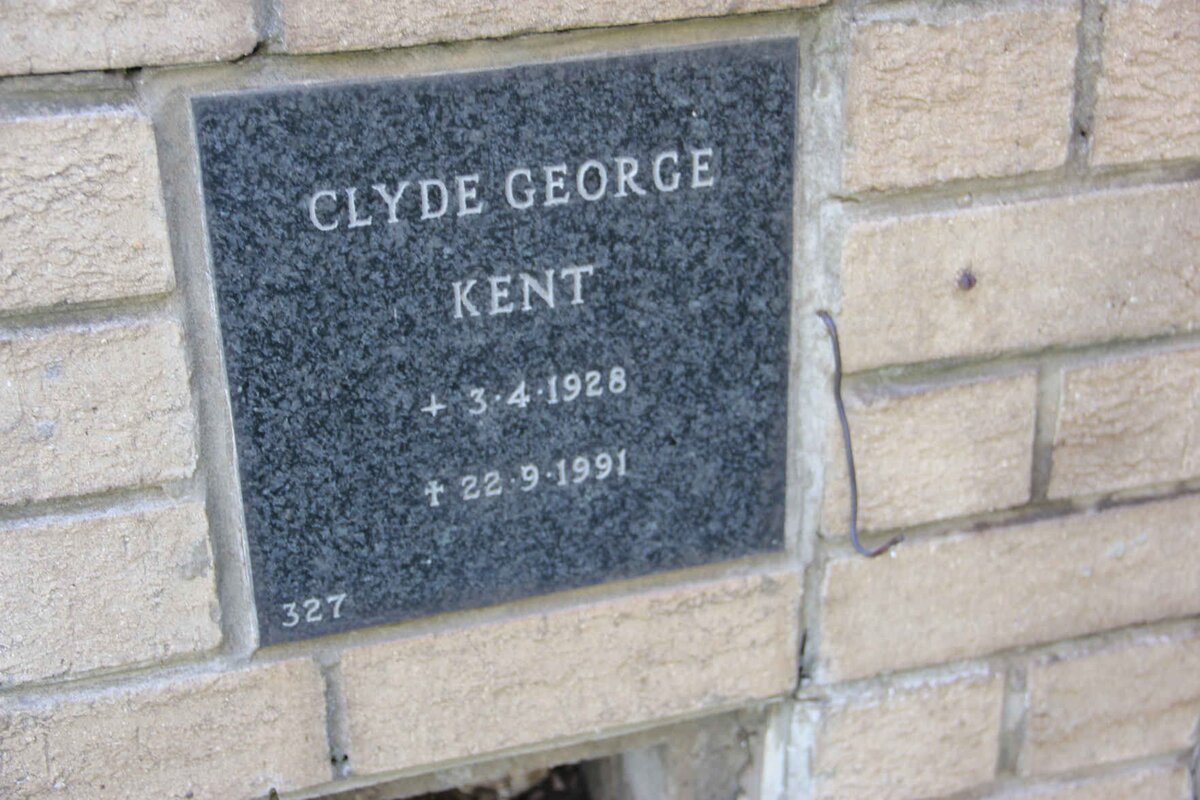 CLYDE GEORGE
KENT
+ 3·4·1928
✝ 22·9·1991
327